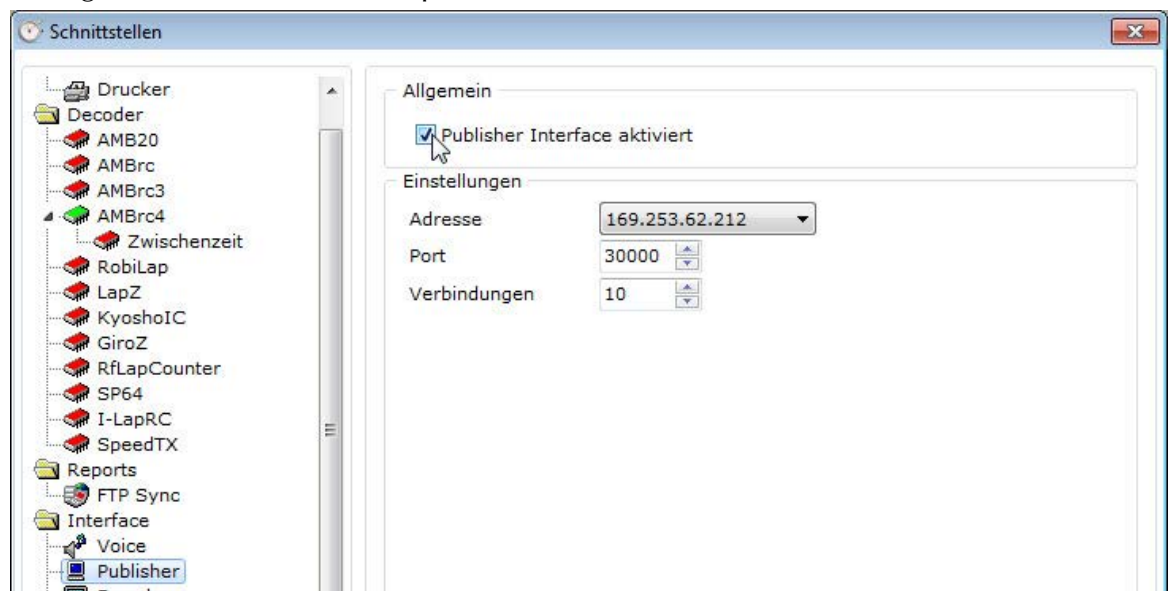 Schnittstellen
Drucker
Decoder
AMB20
AMBrc
AMBrc3
AMBrc4
Zwischenzeit
RobiLap
LapZ
KyoshoIC
GiroZ
RfLapCounter
SP64
I-LapRC
SpeedTX
Reports
FTP Sync
Interface
Voice
Publisher
Allgemein
Publisher Interface aktiviert
Einstellungen
Adresse 169.253.62.212
Port 30000
Verbindungen 10